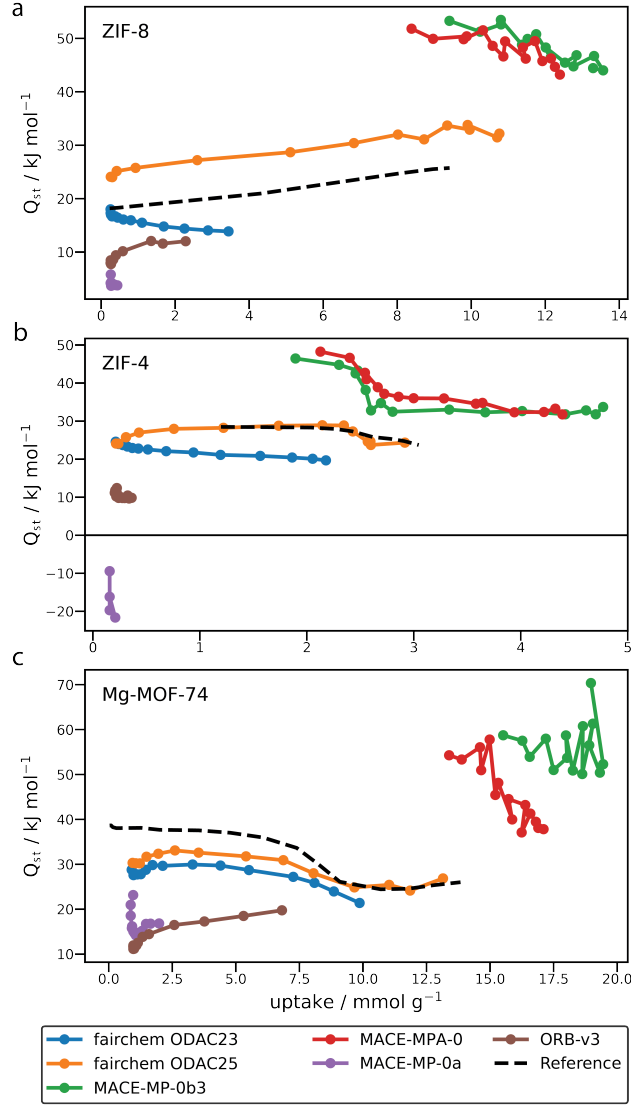 a
ZIF-8
Qst / kJ mol−1
50
40
30
20
10
0 2 4 6 8 10 12 14
b
ZIF-4
Qst / kJ mol−1
50
40
30
20
10
0
−10
−20
0 1 2 3 4 5
c
Mg-MOF-74
Qst / kJ mol−1
70
60
50
40
30
20
10
0.0 2.5 5.0 7.5 10.0 12.5 15.0 17.5 20.0
uptake / mmol g−1
fairchem ODAC23 MACE-MPA-0 ORB-v3
fairchem ODAC25 MACE-MP-0a Reference
MACE-MP-0b3